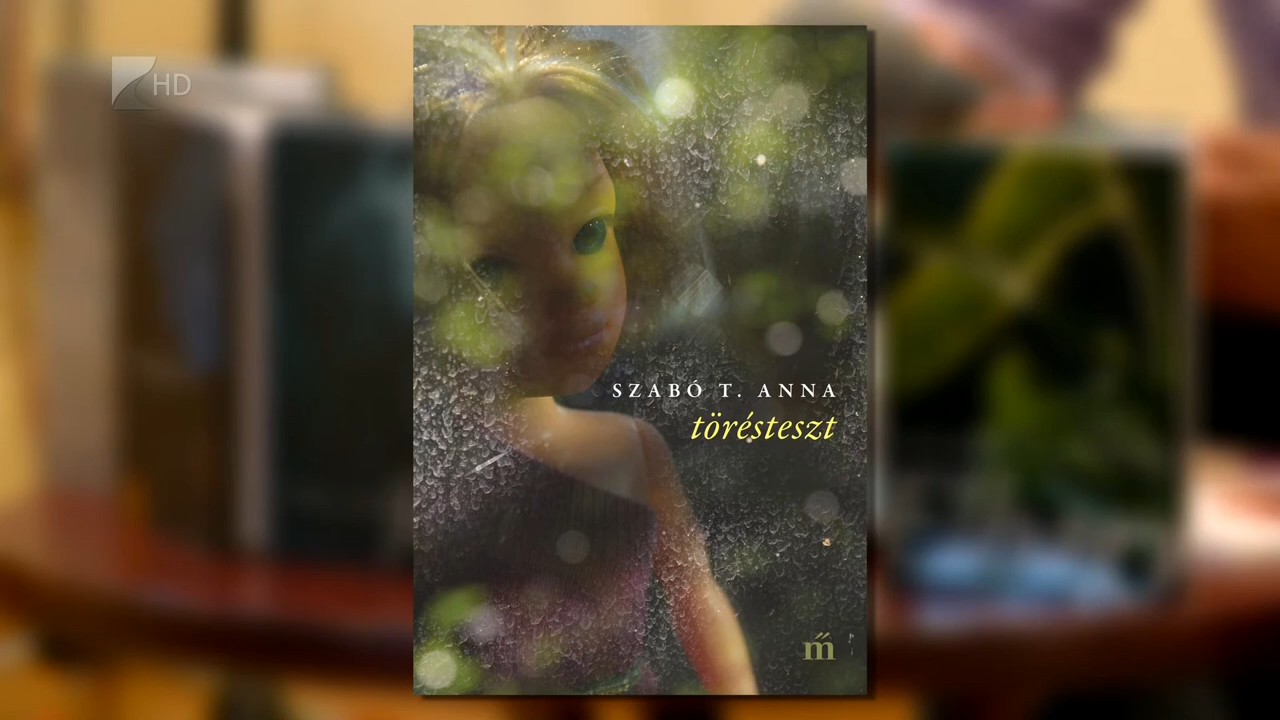 HD
SZABÓ T. ANNA
törésteszt
m̋